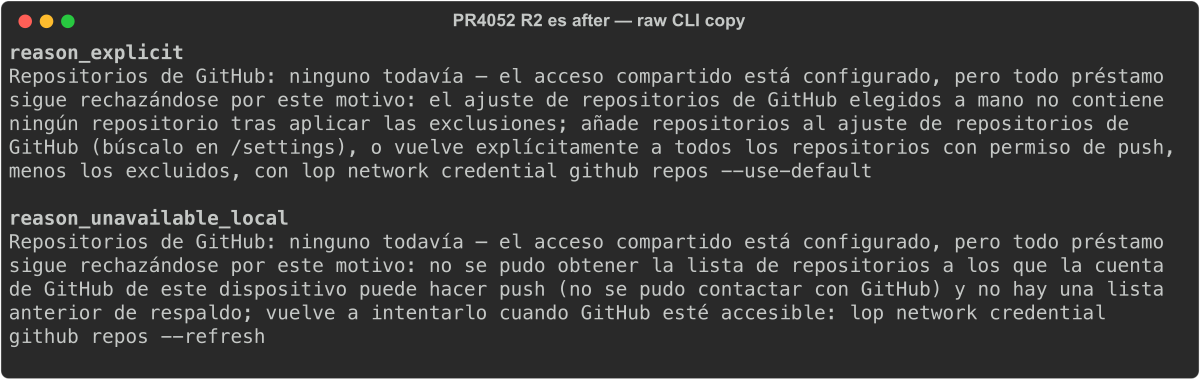 PR4052 R2 es after — raw CLI copy
reason_explicit
Repositorios de GitHub: ninguno todavía — el acceso compartido está configurado, pero todo préstamo
sigue rechazándose por este motivo: el ajuste de repositorios de GitHub elegidos a mano no contiene
ningún repositorio tras aplicar las exclusiones; añade repositorios al ajuste de repositorios de
GitHub (búscalo en /settings), o vuelve explícitamente a todos los repositorios con permiso de push,
menos los excluidos, con lop network credential github repos --use-default
reason_unavailable_local
Repositorios de GitHub: ninguno todavía — el acceso compartido está configurado, pero todo préstamo
sigue rechazándose por este motivo: no se pudo obtener la lista de repositorios a los que la cuenta
de GitHub de este dispositivo puede hacer push (no se pudo contactar con GitHub) y no hay una lista
anterior de respaldo; vuelve a intentarlo cuando GitHub esté accesible: lop network credential
github repos --refresh